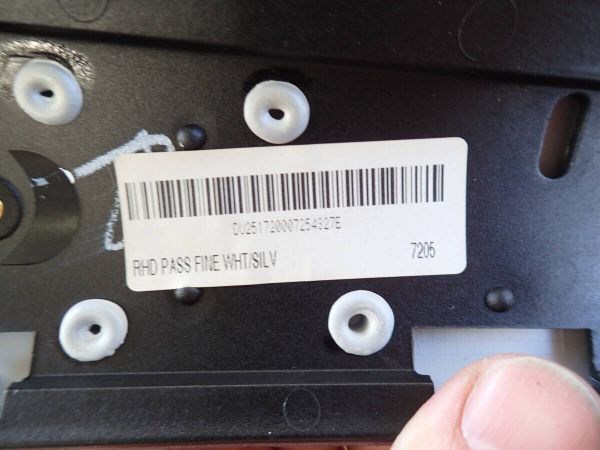 DU251720007254327E
RHD PASS FINE WHT/SILV 7205